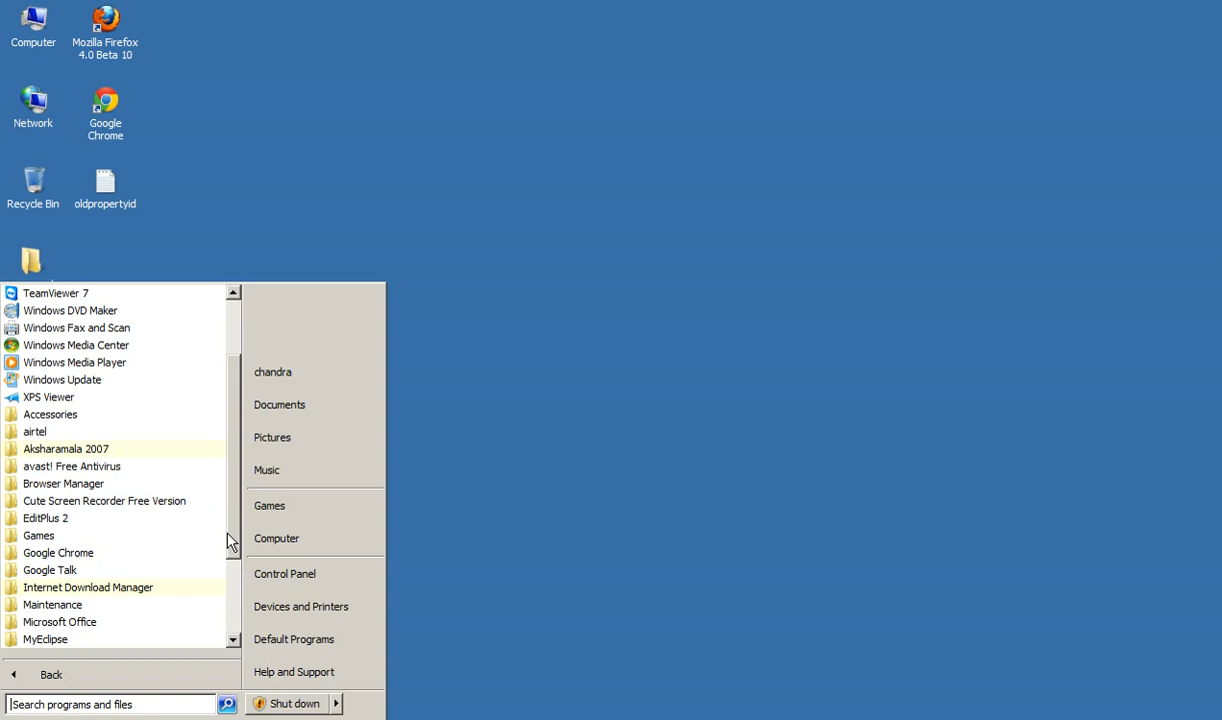 Computer
Mozilla Firefox
4.0 Beta 10
Network
Google
Chrome
Recycle Bin
oldpropertyid
TeamViewer 7
Windows DVD Maker
Windows Fax and Scan
Windows Media Center
Windows Media Player
Windows Update
XPS Viewer
Accessories
airtel
Aksharamala 2007
avast! Free Antivirus
Browser Manager
Cute Screen Recorder Free Version
EditPlus 2
Games
Google Chrome
Google Talk
Internet Download Manager
Maintenance
Microsoft Office
MyEclipse
Back
Search programs and files
chandra
Documents
Pictures
Music
Games
Computer
Control Panel
Devices and Printers
Default Programs
Help and Support
Shut down